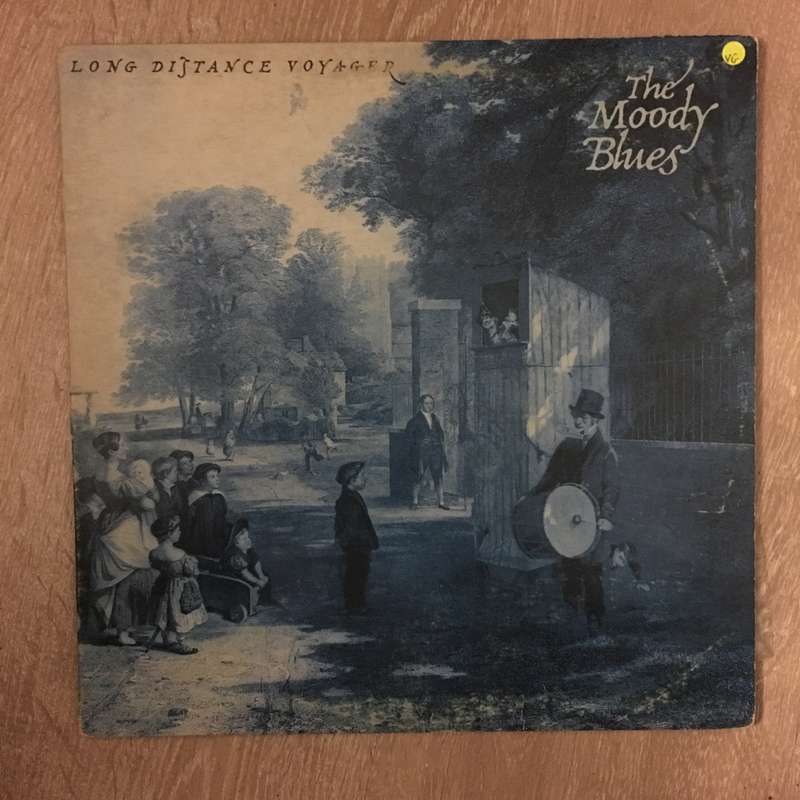 LONG DISTANCE VOYAGER
The
Moody
Blues
VG